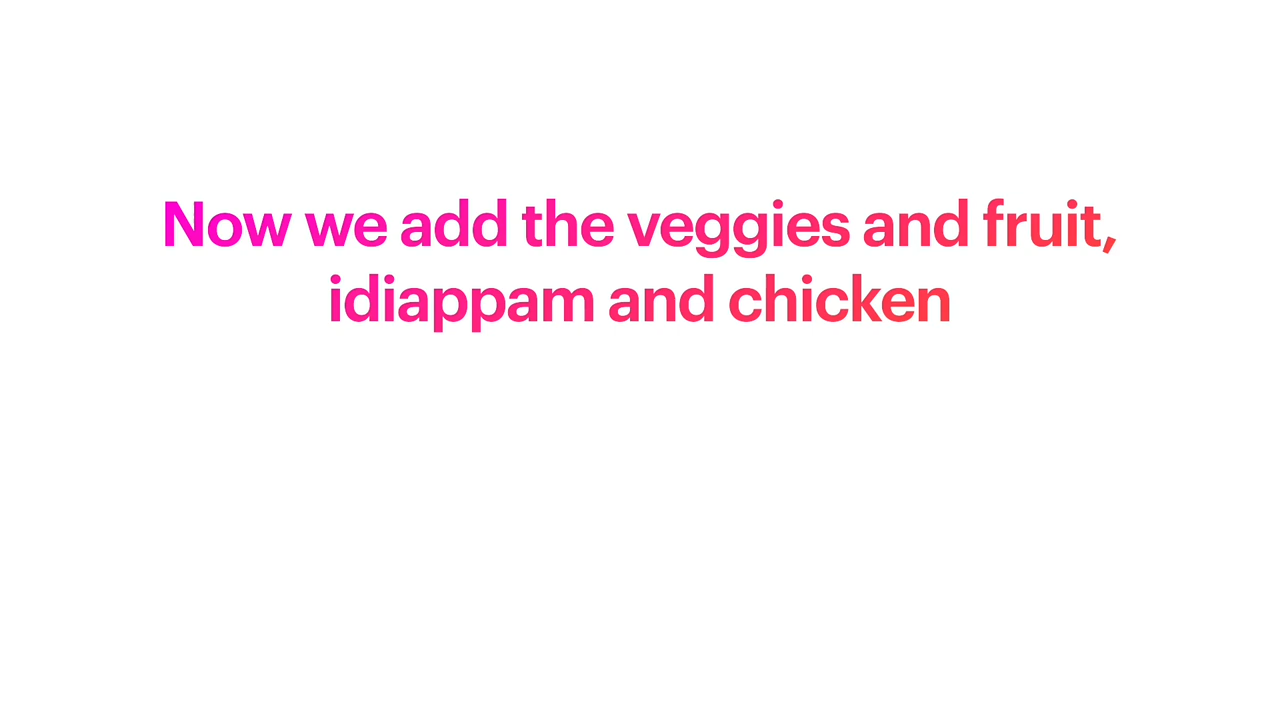 Now we add the veggies and fruit,
idiappam and chicken